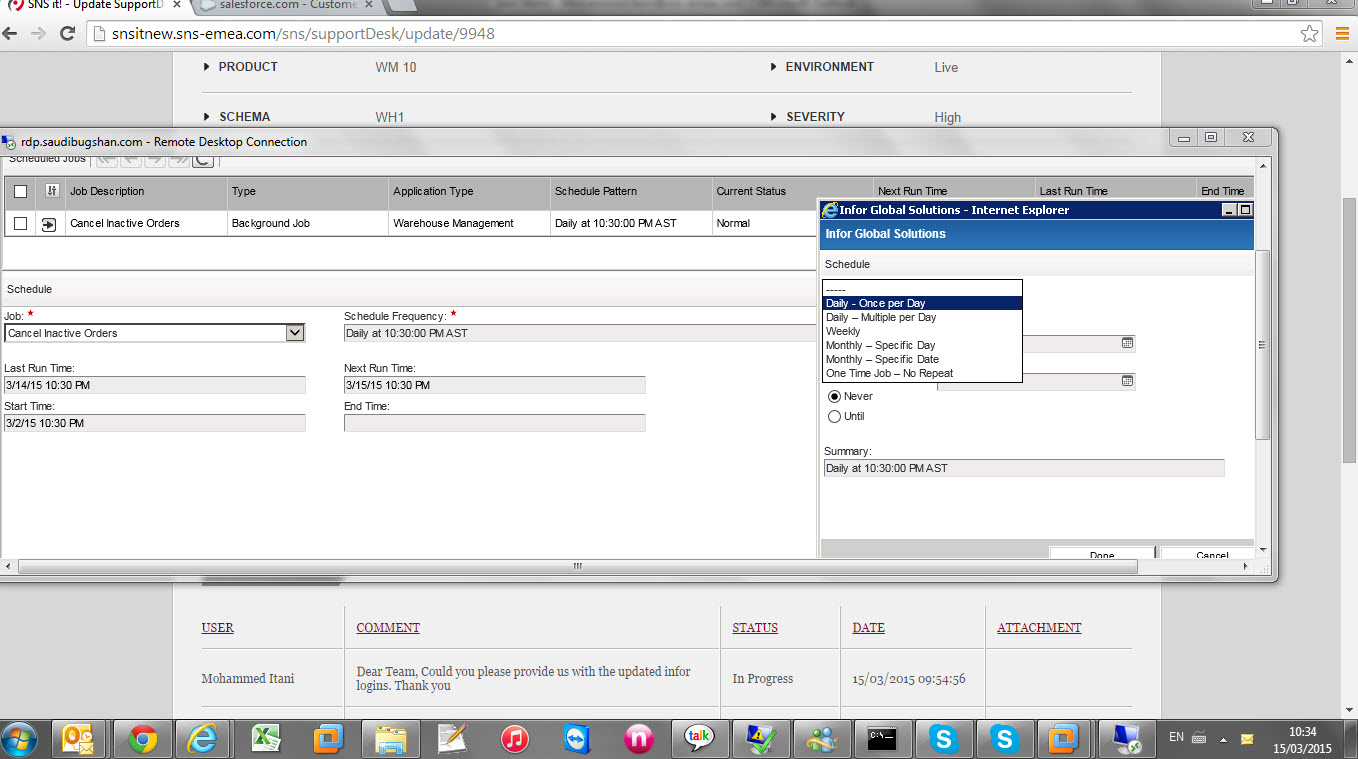 SNS it! - Update SupportD
salesforce.com - Custome
snsitnew.sns-emea.com/sns/supportDesk/update/9948
PRODUCT WM 10 ENVIRONMENT Live
SCHEMA WH1 SEVERITY High
rdp.saudibugshan.com - Remote Desktop Connection
Scheduled Jobs
Job Description Type Application Type Schedule Pattern Current Status Next Run Time Last Run Time End Time
Cancel Inactive Orders Background Job Warehouse Management Daily at 10:30:00 PM AST Normal
Schedule
Job: *
Cancel Inactive Orders
Schedule Frequency: *
Daily at 10:30:00 PM AST
Last Run Time:
3/14/15 10:30 PM
Next Run Time:
3/15/15 10:30 PM
Start Time:
3/2/15 10:30 PM
End Time:
Infor Global Solutions - Internet Explorer
Infor Global Solutions
Schedule
-----
Daily - Once per Day
Daily – Multiple per Day
Weekly
Monthly – Specific Day
Monthly – Specific Date
One Time Job – No Repeat
Never
Until
Summary:
Daily at 10:30:00 PM AST
Done Cancel
USER COMMENT STATUS DATE ATTACHMENT
Mohammed Itani
Dear Team, Could you please provide us with the updated infor
logins. Thank you
In Progress
15/03/2015 09:54:56
talk
C:\
EN
10:34
15/03/2015